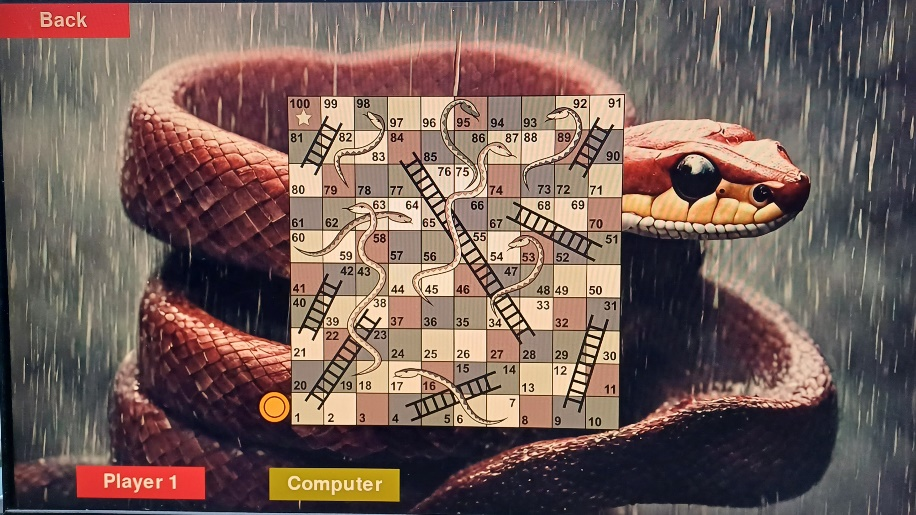 Back
100 99 98 97 96 95 94 93 92 91
81 82 83 84 85 86 87 88 89 90
80 79 78 77 76 75 74 73 72 71
61 62 63 64 65 66 67 68 69 70
60 59 58 57 56 55 54 53 52 51
41 42 43 44 45 46 47 48 49 50
40 39 38 37 36 35 34 33 32 31
21 22 23 24 25 26 27 28 29 30
20 19 18 17 16 15 14 13 12 11
1 2 3 4 5 6 7 8 9 10
Player 1
Computer